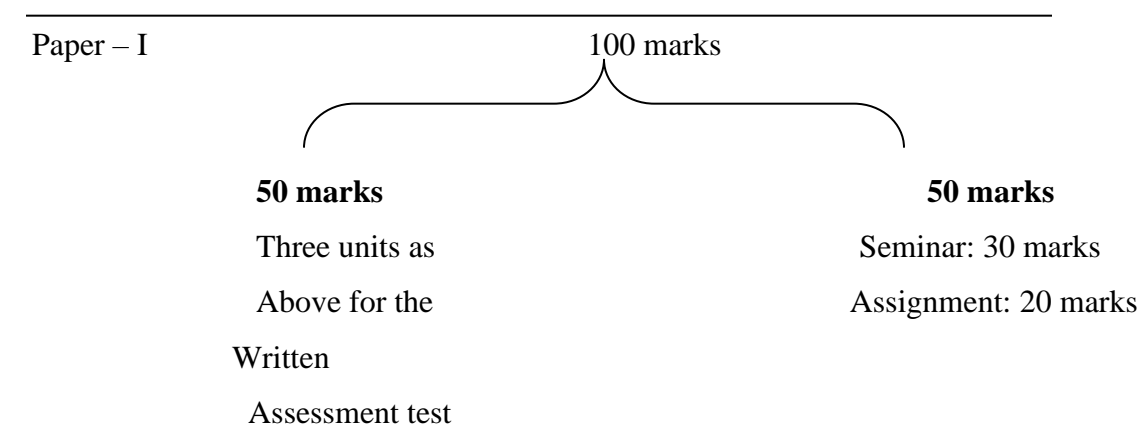 Paper – I 100 marks
50 marks 50 marks
Three units as Seminar: 30 marks
Above for the Assignment: 20 marks
Written
Assessment test